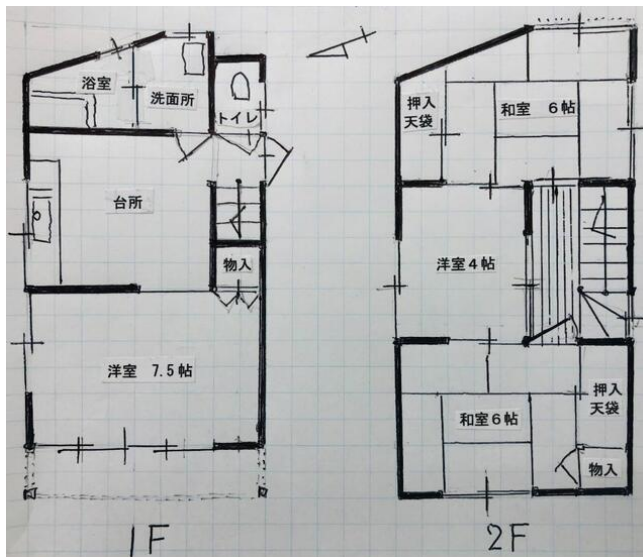 浴室
洗面所
トイレ
台所
物入
洋室 7.5帖
1F
押入
天袋
和室 6帖
洋室4帖
和室6帖
押入
天袋
物入
2F